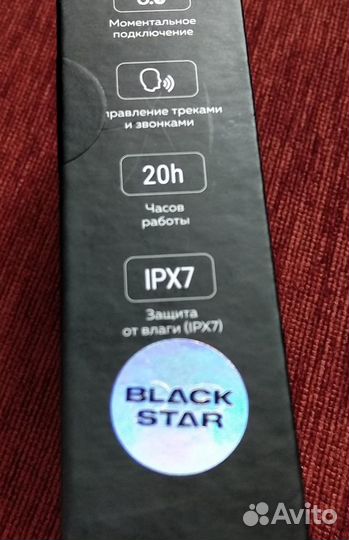 Моментальное
подключение
правление треками
и звонками
20h
Часов
работы
IPX7
Защита
от влаги (IPX7)
BLACK
STAR
Avito